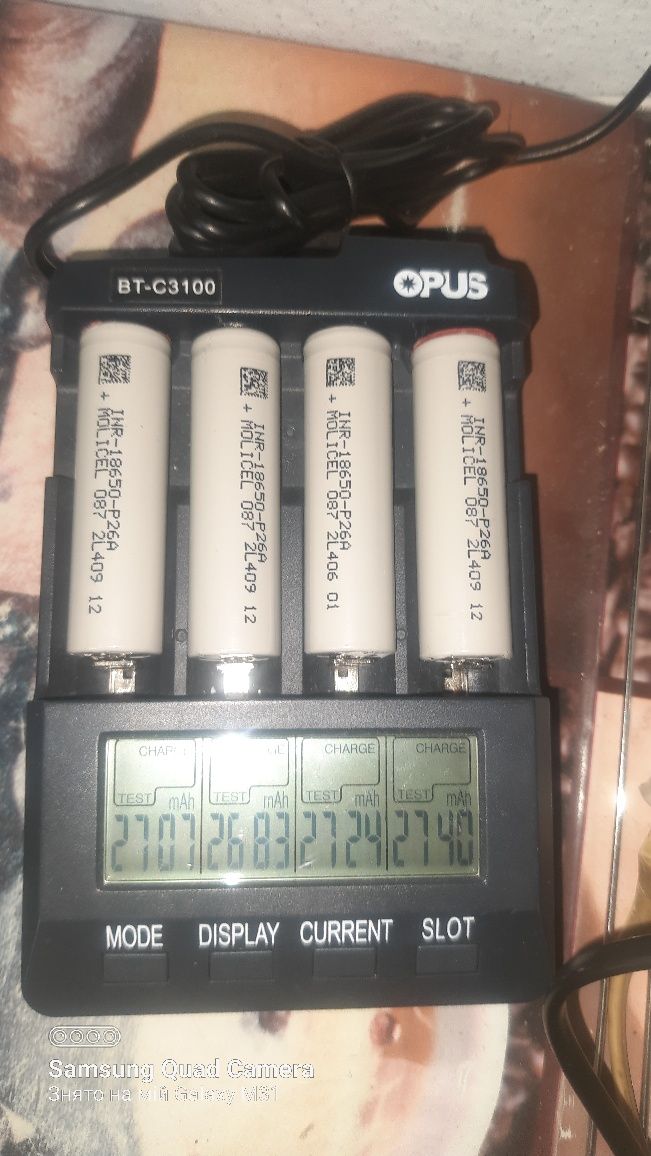 BT-C3100
OPUS
+ INR-18650-P26A
MOLICEL 087 2L409 12
+ INR-18650-P26A
MOLICEL 087 2L409 12
+ INR-18650-P26A
MOLICEL 087 2L406 01
+ INR-18650-P26A
MOLICEL 087 2L409 12
CHARGE CHARGE
TEST mAh TEST mAh TEST mAh TEST mAh
2707 2683 2724 2740
MODE DISPLAY CURRENT SLOT
Samsung Quad Camera
Знято на мій Galaxy M31